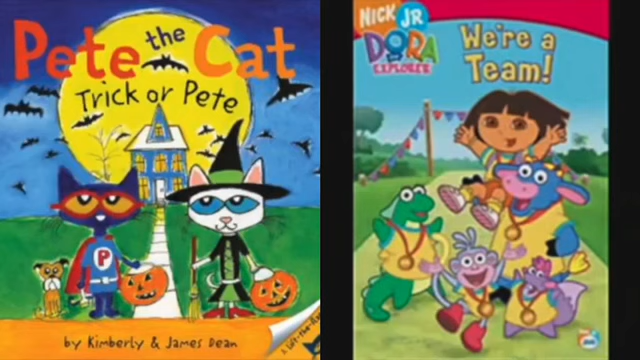 Pete the Cat
Trick or Pete
P
by Kimberly & James Dean
NICK JR
DORA
EXPLORER
We're a
Team!